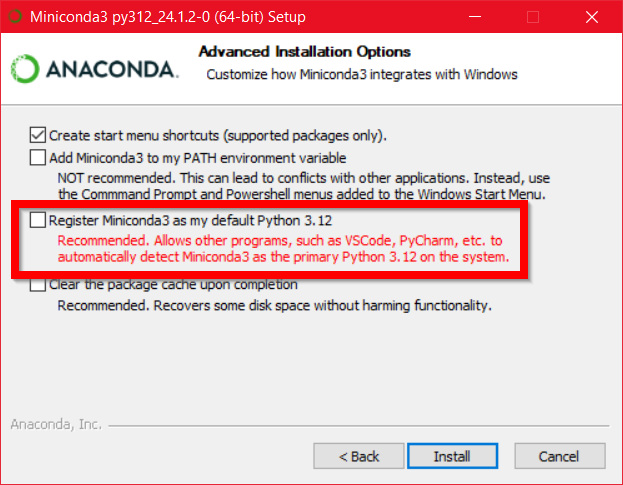 Miniconda3 py312_24.1.2-0 (64-bit) Setup
Advanced Installation Options
Customize how Miniconda3 integrates with Windows
ANACONDA.
Create start menu shortcuts (supported packages only).
Add Miniconda3 to my PATH environment variable
NOT recommended. This can lead to conflicts with other applications. Instead, use
the Commmand Prompt and Powershell menus added to the Windows Start Menu.
Register Miniconda3 as my default Python 3.12
Recommended. Allows other programs, such as VSCode, PyCharm, etc. to
automatically detect Miniconda3 as the primary Python 3.12 on the system.
Clear the package cache upon completion
Recommended. Recovers some disk space without harming functionality.
Anaconda, Inc.
< Back
Install
Cancel